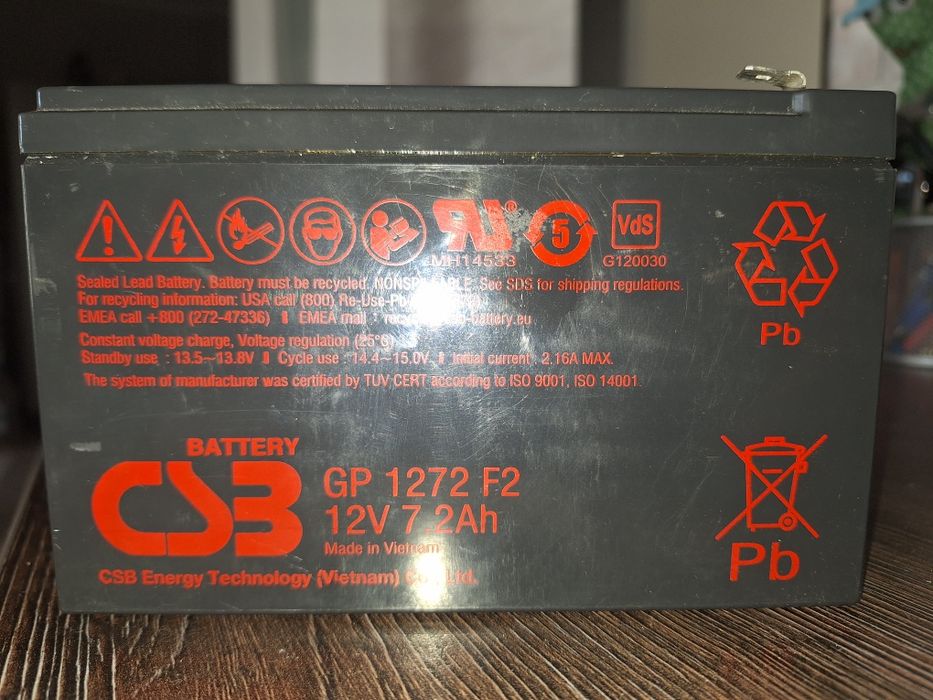 5
VdS
MH14533
G120030
Sealed Lead Battery. Battery must be recycled. See SDS for shipping regulations.
For recycling information: USA call (800) Re-Use-Pb
EMEA call +800 (272-47336) EMEA mail :
Constant voltage charge, Voltage regulation (25°C)
Standby use : 13.5~13.8V Cycle use : 14.4~15.0V Initial current : 2.16A MAX.
The system of manufacturer was certified by TUV CERT according to ISO 9001, ISO 14001
Pb
BATTERY
CSB
GP 1272 F2
12V 7.2Ah
Made in Vietnam
CSB Energy Technology (Vietnam) Co., Ltd.
Pb